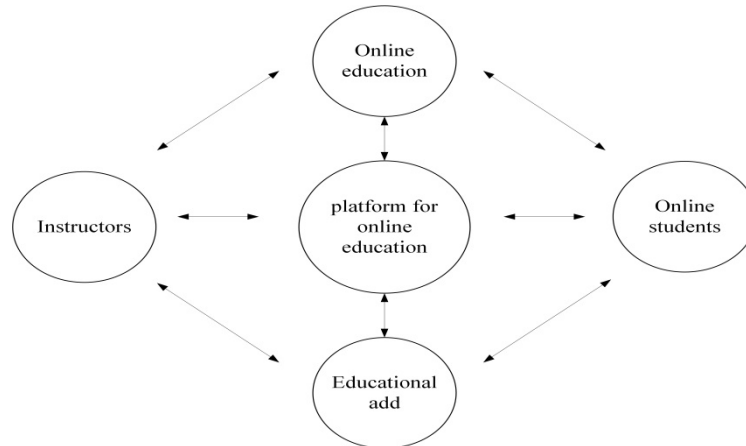 Online
education
Instructors
platform for
online
education
Online
students
Educational
add